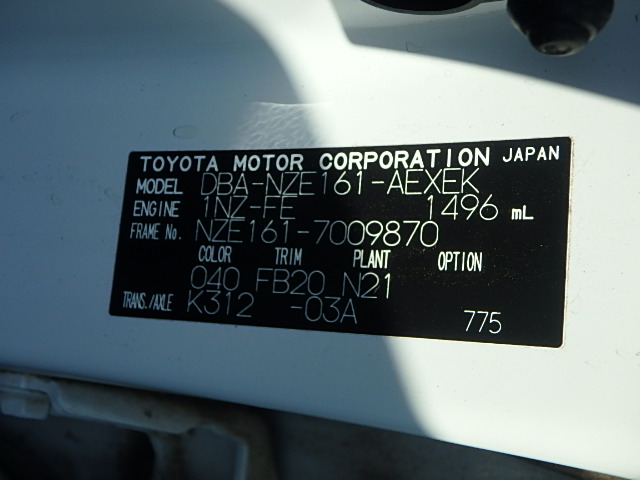 TOYOTA MOTOR CORPORATION JAPAN
MODEL DBA-NZE161-AEXEK
ENGINE 1NZ-FE 1496 mL
FRAME No. NZE161-7009870
COLOR TRIM PLANT OPTION
040 FB20 N21
TRANS./AXLE K312 -03A
775